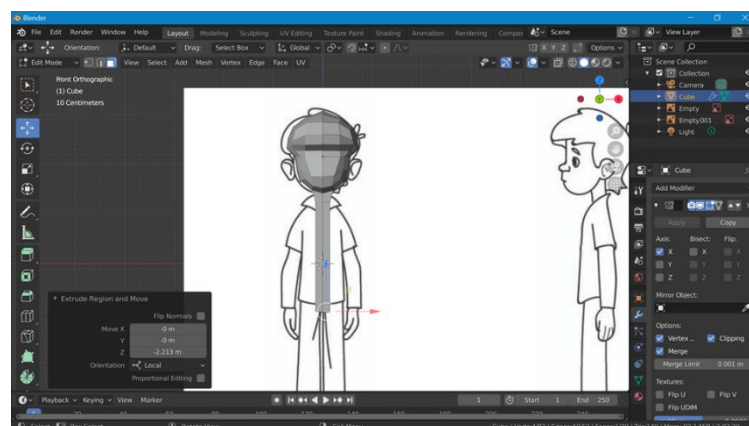 Blender
File Edit Render Window Help Layout Modeling Sculpting UV Editing Texture Paint Shading Animation Rendering Scene View Layer
Orientation: Default Drag: Select Box Global X Y Z Options
Edit Mode View Select Add Mesh Vertex Edge Face UV
Front Orthographic
(1) Cube
10 Centimeters
Scene Collection
Collection
Camera
Cube
Empty
Empty.001
Light
Cube
Add Modifier
Apply Copy
Axis: Bisect: Flip:
X X X
Y Y Y
Z Z Z
Mirror Object:
Options:
Vertex .. Clipping
Merge
Merge Limit 0.001 m
Textures:
Flip U Flip V
Flip UDIM
Extrude Region and Move
Flip Normals
Move X -0 m
Y -0 m
Z -2.213 m
Orientation Local
Proportional Editing
Playback Keying View Marker 1 Start 1 End 250